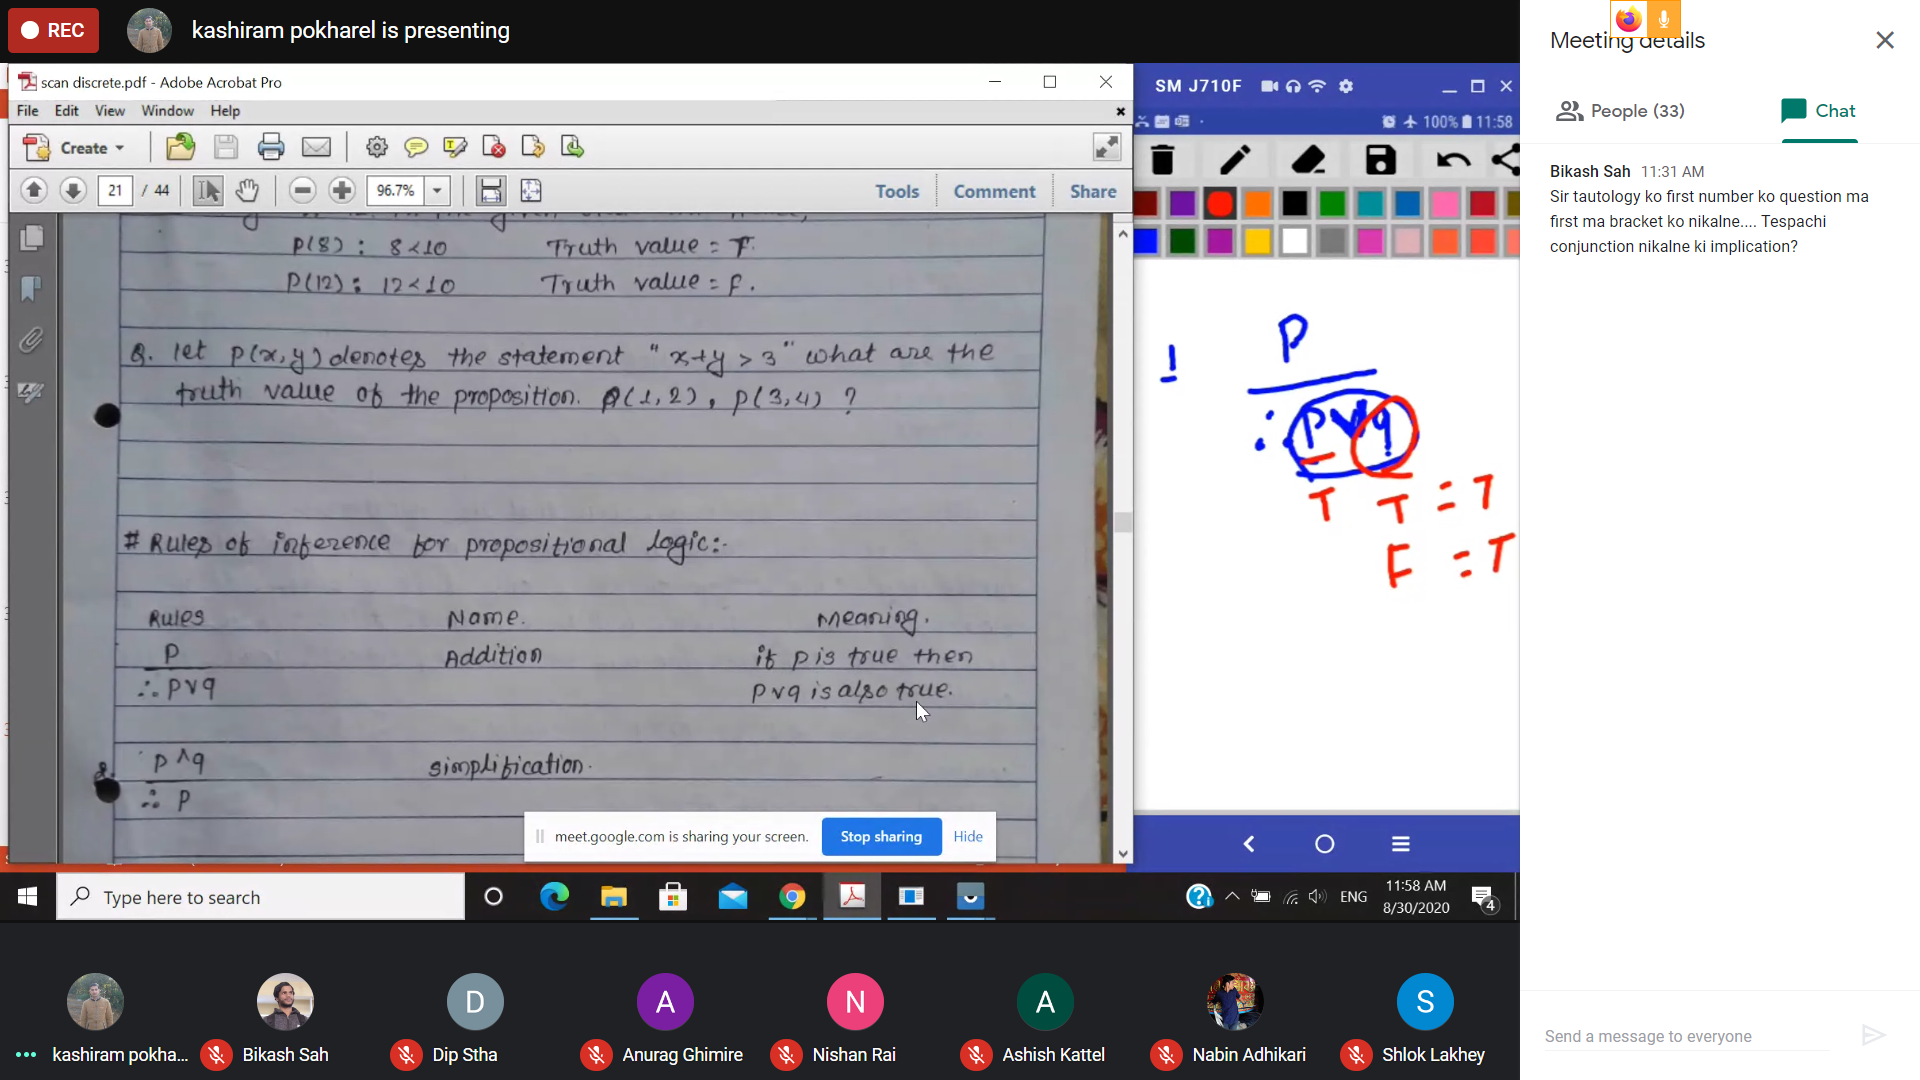 REC
kashiram pokharel is presenting
scan discrete.pdf - Adobe Acrobat Pro
File Edit View Window Help
Create
21 / 44
96.7%
Tools Comment Share
P(8) : 8<10 Truth value = T.
P(12) : 12<10 Truth value = F.
Q. let P(x,y) denotes the statement "x+y > 3" what are the
truth value of the proposition. P(1,2), P(3,4) ?
# Rules of inference for propositional logic:-
Rules Name. Meaning.
P Addition if p is true then
∴ P∨q p∨q is also true.
2. P∧q simplification.
∴ P
meet.google.com is sharing your screen. Stop sharing Hide
SM J710F
100% 11:58
1
P
∴ P∨q
T T = T
F = T
Type here to search
ENG
11:58 AM
8/30/2020
4
Meeting details
People (33)
Chat
Bikash Sah 11:31 AM
Sir tautology ko first number ko question ma
first ma bracket ko nikalne.... Tespachi
conjunction nikalne ki implication?
Send a message to everyone
D
A
N
A
S
kashiram pokha...
Bikash Sah
Dip Stha
Anurag Ghimire
Nishan Rai
Ashish Kattel
Nabin Adhikari
Shlok Lakhey